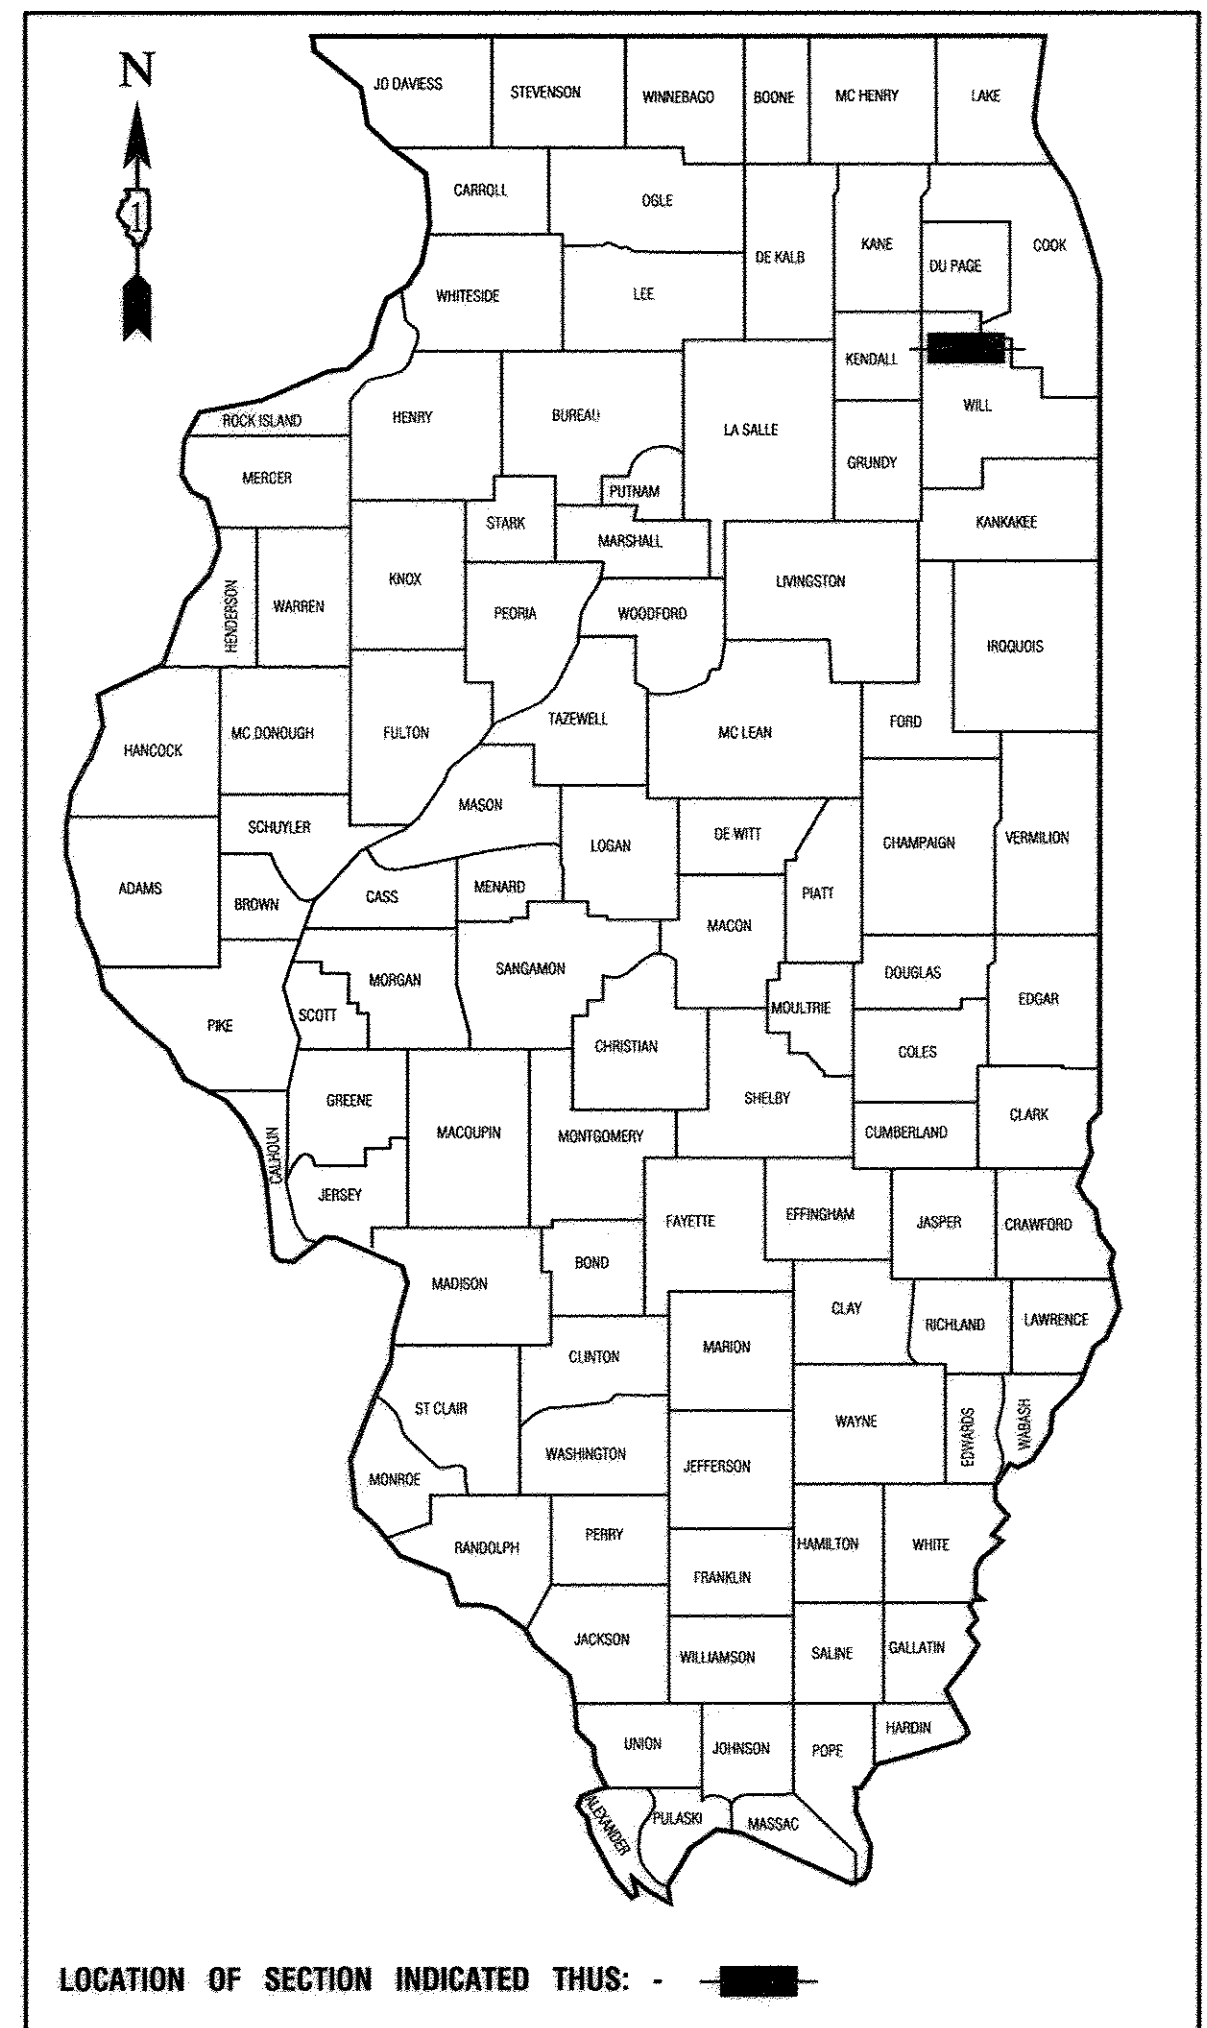 N
1
JO DAVIESS
STEVENSON
WINNEBAGO
BOONE
MC HENRY
LAKE
CARROLL
OGLE
DE KALB
KANE
DU PAGE
COOK
WHITESIDE
LEE
KENDALL
WILL
ROCK ISLAND
HENRY
BUREAU
LA SALLE
GRUNDY
MERCER
PUTNAM
STARK
MARSHALL
KANKAKEE
HENDERSON
WARREN
KNOX
PEORIA
WOODFORD
LIVINGSTON
IROQUOIS
HANCOCK
MC DONOUGH
FULTON
TAZEWELL
MC LEAN
FORD
SCHUYLER
MASON
LOGAN
DE WITT
CHAMPAIGN
VERMILION
ADAMS
BROWN
CASS
MENARD
PIATT
MACON
SANGAMON
MORGAN
SCOTT
PIKE
CHRISTIAN
MOULTRIE
DOUGLAS
EDGAR
COLES
GREENE
MACOUPIN
MONTGOMERY
SHELBY
CUMBERLAND
CLARK
CALHOUN
JERSEY
FAYETTE
EFFINGHAM
JASPER
CRAWFORD
MADISON
BOND
CLAY
RICHLAND
LAWRENCE
MARION
CLINTON
ST CLAIR
WASHINGTON
JEFFERSON
WAYNE
EDWARDS
WABASH
MONROE
RANDOLPH
PERRY
HAMILTON
WHITE
FRANKLIN
JACKSON
WILLIAMSON
SALINE
GALLATIN
UNION
JOHNSON
POPE
HARDIN
ALEXANDER
PULASKI
MASSAC
LOCATION OF SECTION INDICATED THUS: -